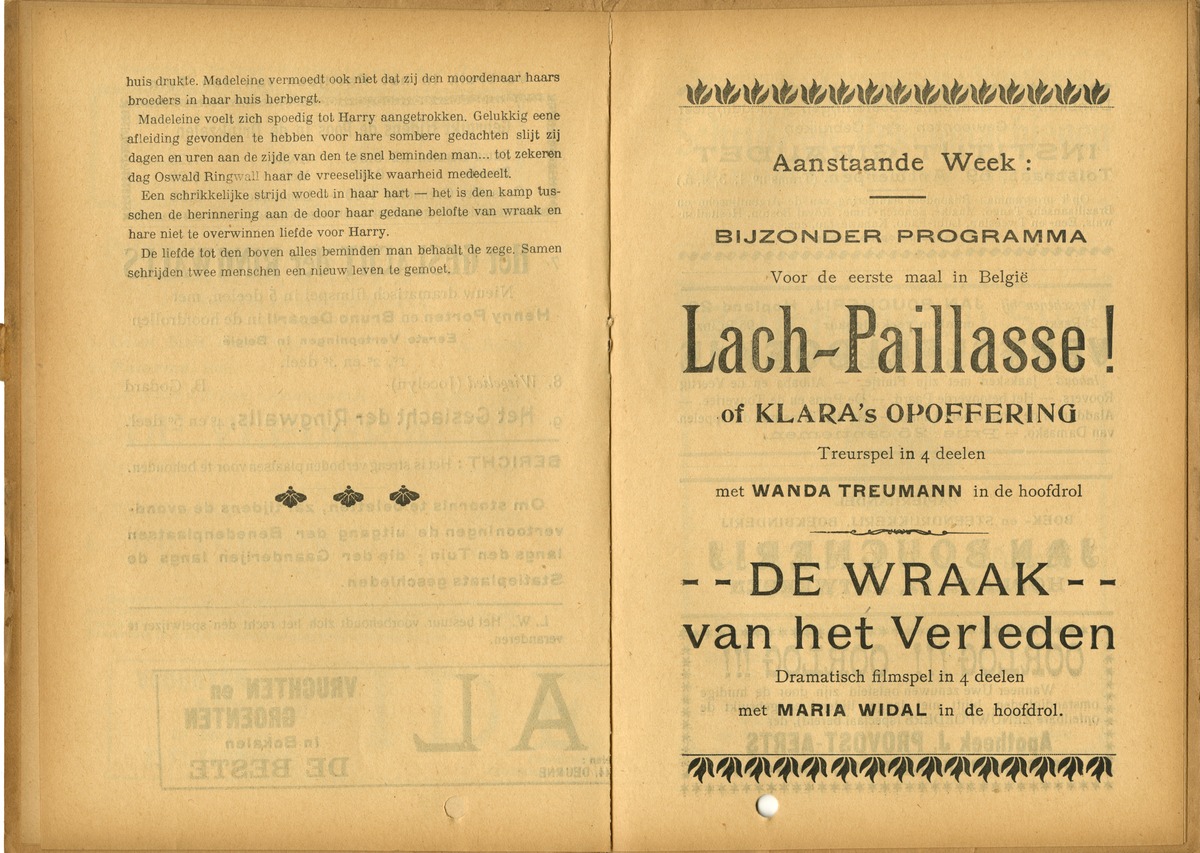 huis drukte. Madeleine vermoedt ook niet dat zij den moordenaar haars
broeders in haar huis herbergt.
Madeleine voelt zich spoedig tot Harry aangetrokken. Gelukkig eene
afleiding gevonden te hebben voor hare sombere gedachten slijt zij
dagen en uren aan de zijde van den te snel beminden man... tot zekeren
dag Oswald Ringwall haar de vreeselijke waarheid mededeelt.
Een schrikkelijke strijd woedt in haar hart — het is den kamp tus-
schen de herinnering aan de door haar gedane belofte van wraak en
hare niet te overwinnen liefde voor Harry.
De liefde tot den boven alles beminden man behaalt de zege. Samen
schrijden twee menschen een nieuw leven te gemoet.
Aanstaande Week :
BIJZONDER PROGRAMMA
Voor de eerste maal in België
Lach-Paillasse !
of KLARA's OPOFFERING
Treurspel in 4 deelen
met WANDA TREUMANN in de hoofdrol
- - DE WRAAK - -
van het Verleden
Dramatisch filmspel in 4 deelen
met MARIA WIDAL in de hoofdrol.